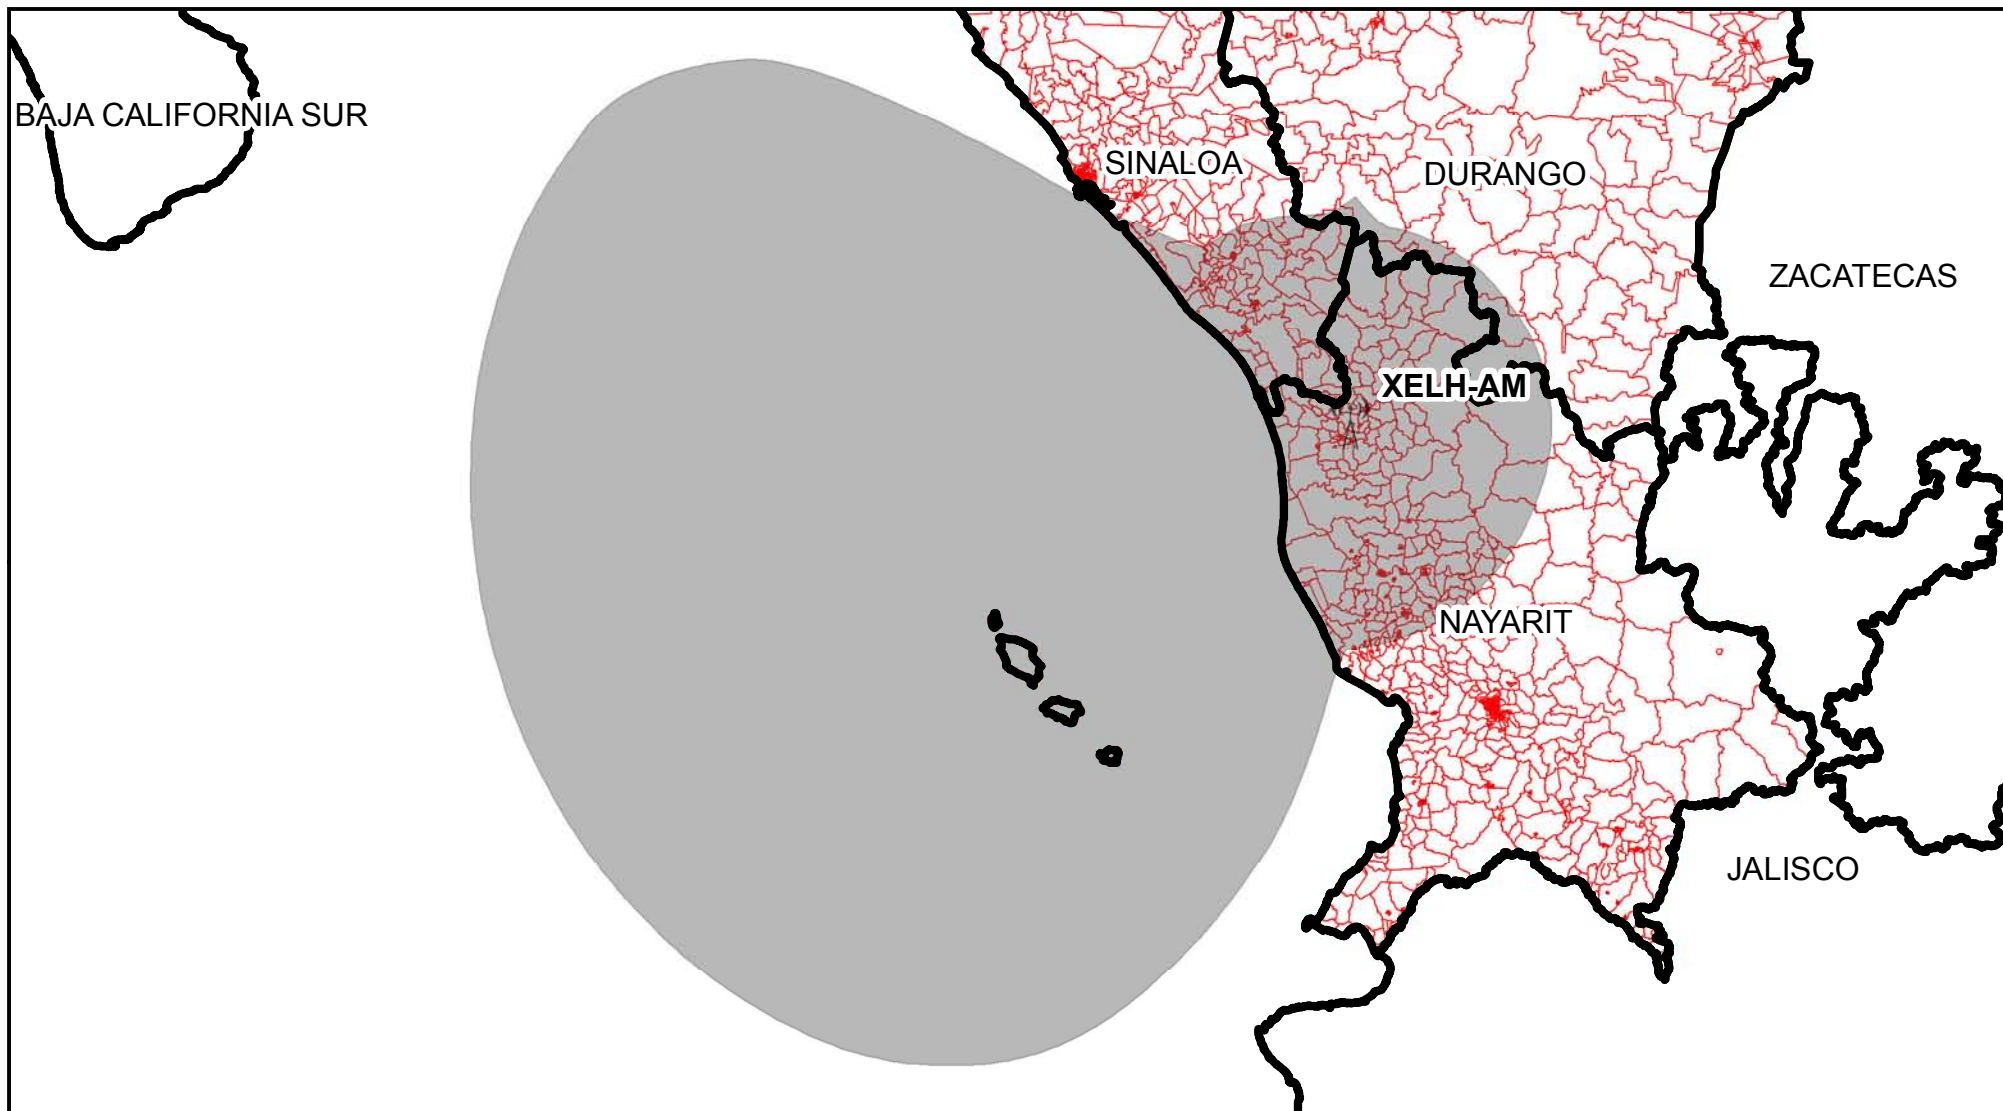 BAJA CALIFORNIA SUR
SINALOA
DURANGO
ZACATECAS
XELH-AM
NAYARIT
JALISCO